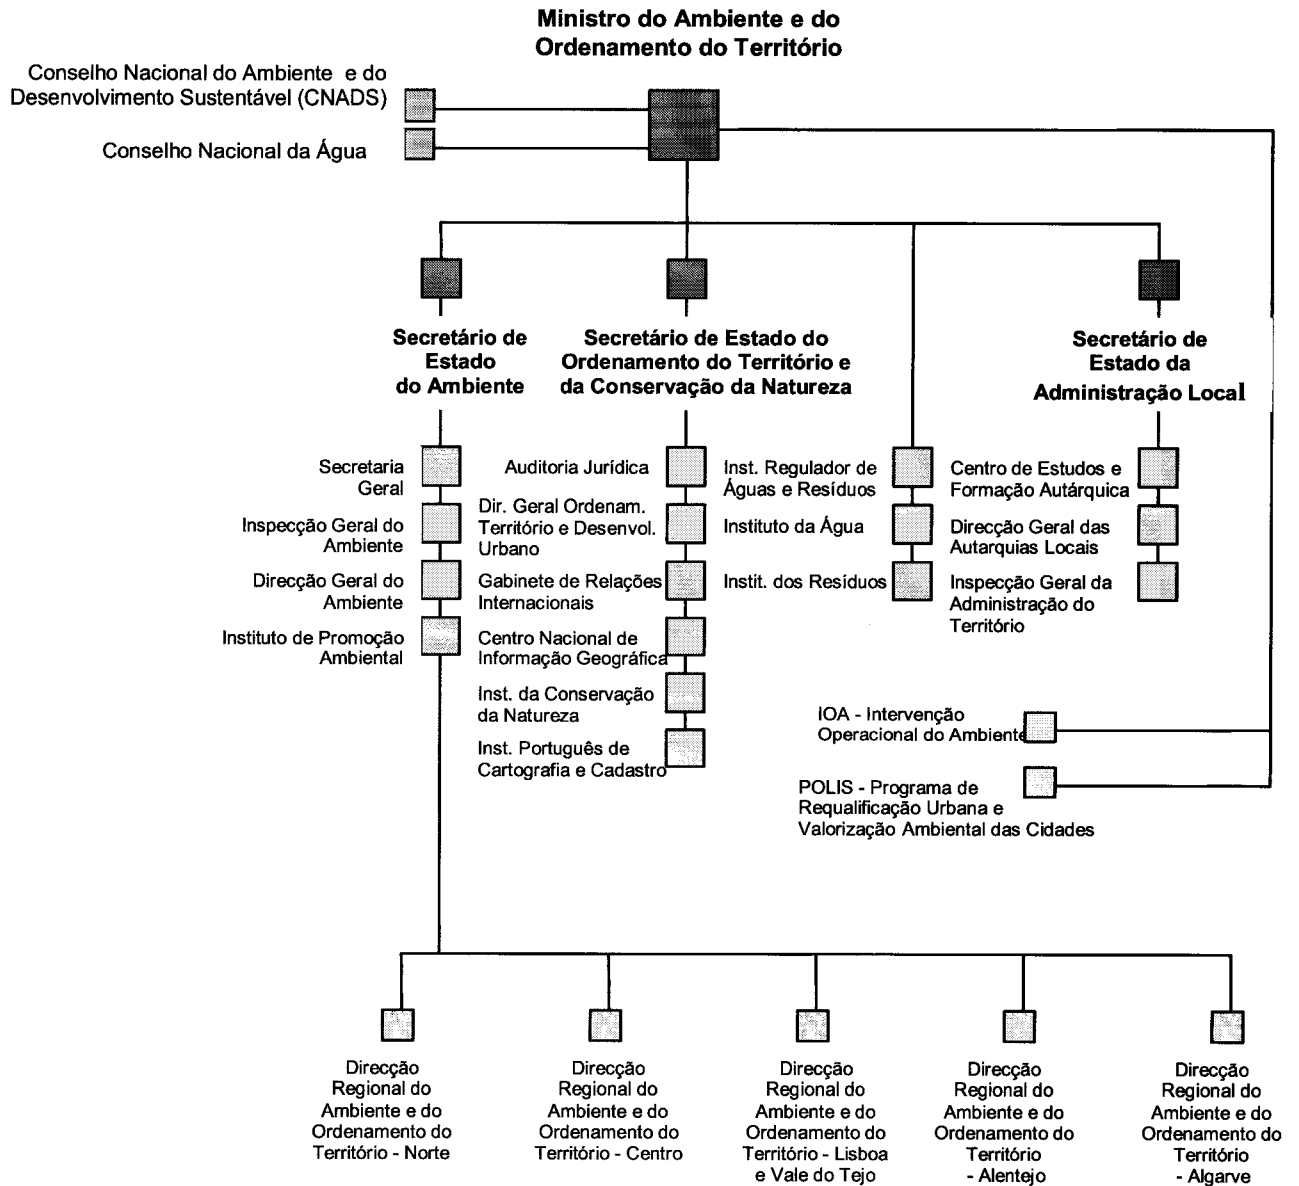 Ministro do Ambiente e do
Ordenamento do Território
Conselho Nacional do Ambiente e do
Desenvolvimento Sustentável (CNADS)
Conselho Nacional da Água
Secretário de
Estado
do Ambiente
Secretário de Estado do
Ordenamento do Território e
da Conservação da Natureza
Secretário de
Estado da
Administração Local
Secretaria
Geral
Inspecção Geral do
Ambiente
Direcção Geral do
Ambiente
Instituto de Promoção
Ambiental
Auditoria Jurídica
Dir. Geral Ordenam.
Território e Desenvol.
Urbano
Gabinete de Relações
Internacionais
Centro Nacional de
Informação Geográfica
Inst. da Conservação
da Natureza
Inst. Português de
Cartografia e Cadastro
Inst. Regulador de
Águas e Resíduos
Instituto da Água
Instit. dos Resíduos
Centro de Estudos e
Formação Autárquica
Direcção Geral das
Autarquias Locais
Inspecção Geral da
Administração do
Território
IOA - Intervenção
Operacional do Ambiente
POLIS - Programa de
Requalificação Urbana e
Valorização Ambiental das Cidades
Direcção
Regional do
Ambiente e do
Ordenamento do
Território - Norte
Direcção
Regional do
Ambiente e do
Ordenamento do
Território - Centro
Direcção
Regional do
Ambiente e do
Ordenamento do
Território - Lisboa
e Vale do Tejo
Direcção
Regional do
Ambiente e do
Ordenamento do
Território
- Alentejo
Direcção
Regional do
Ambiente e do
Ordenamento do
Território
- Algarve